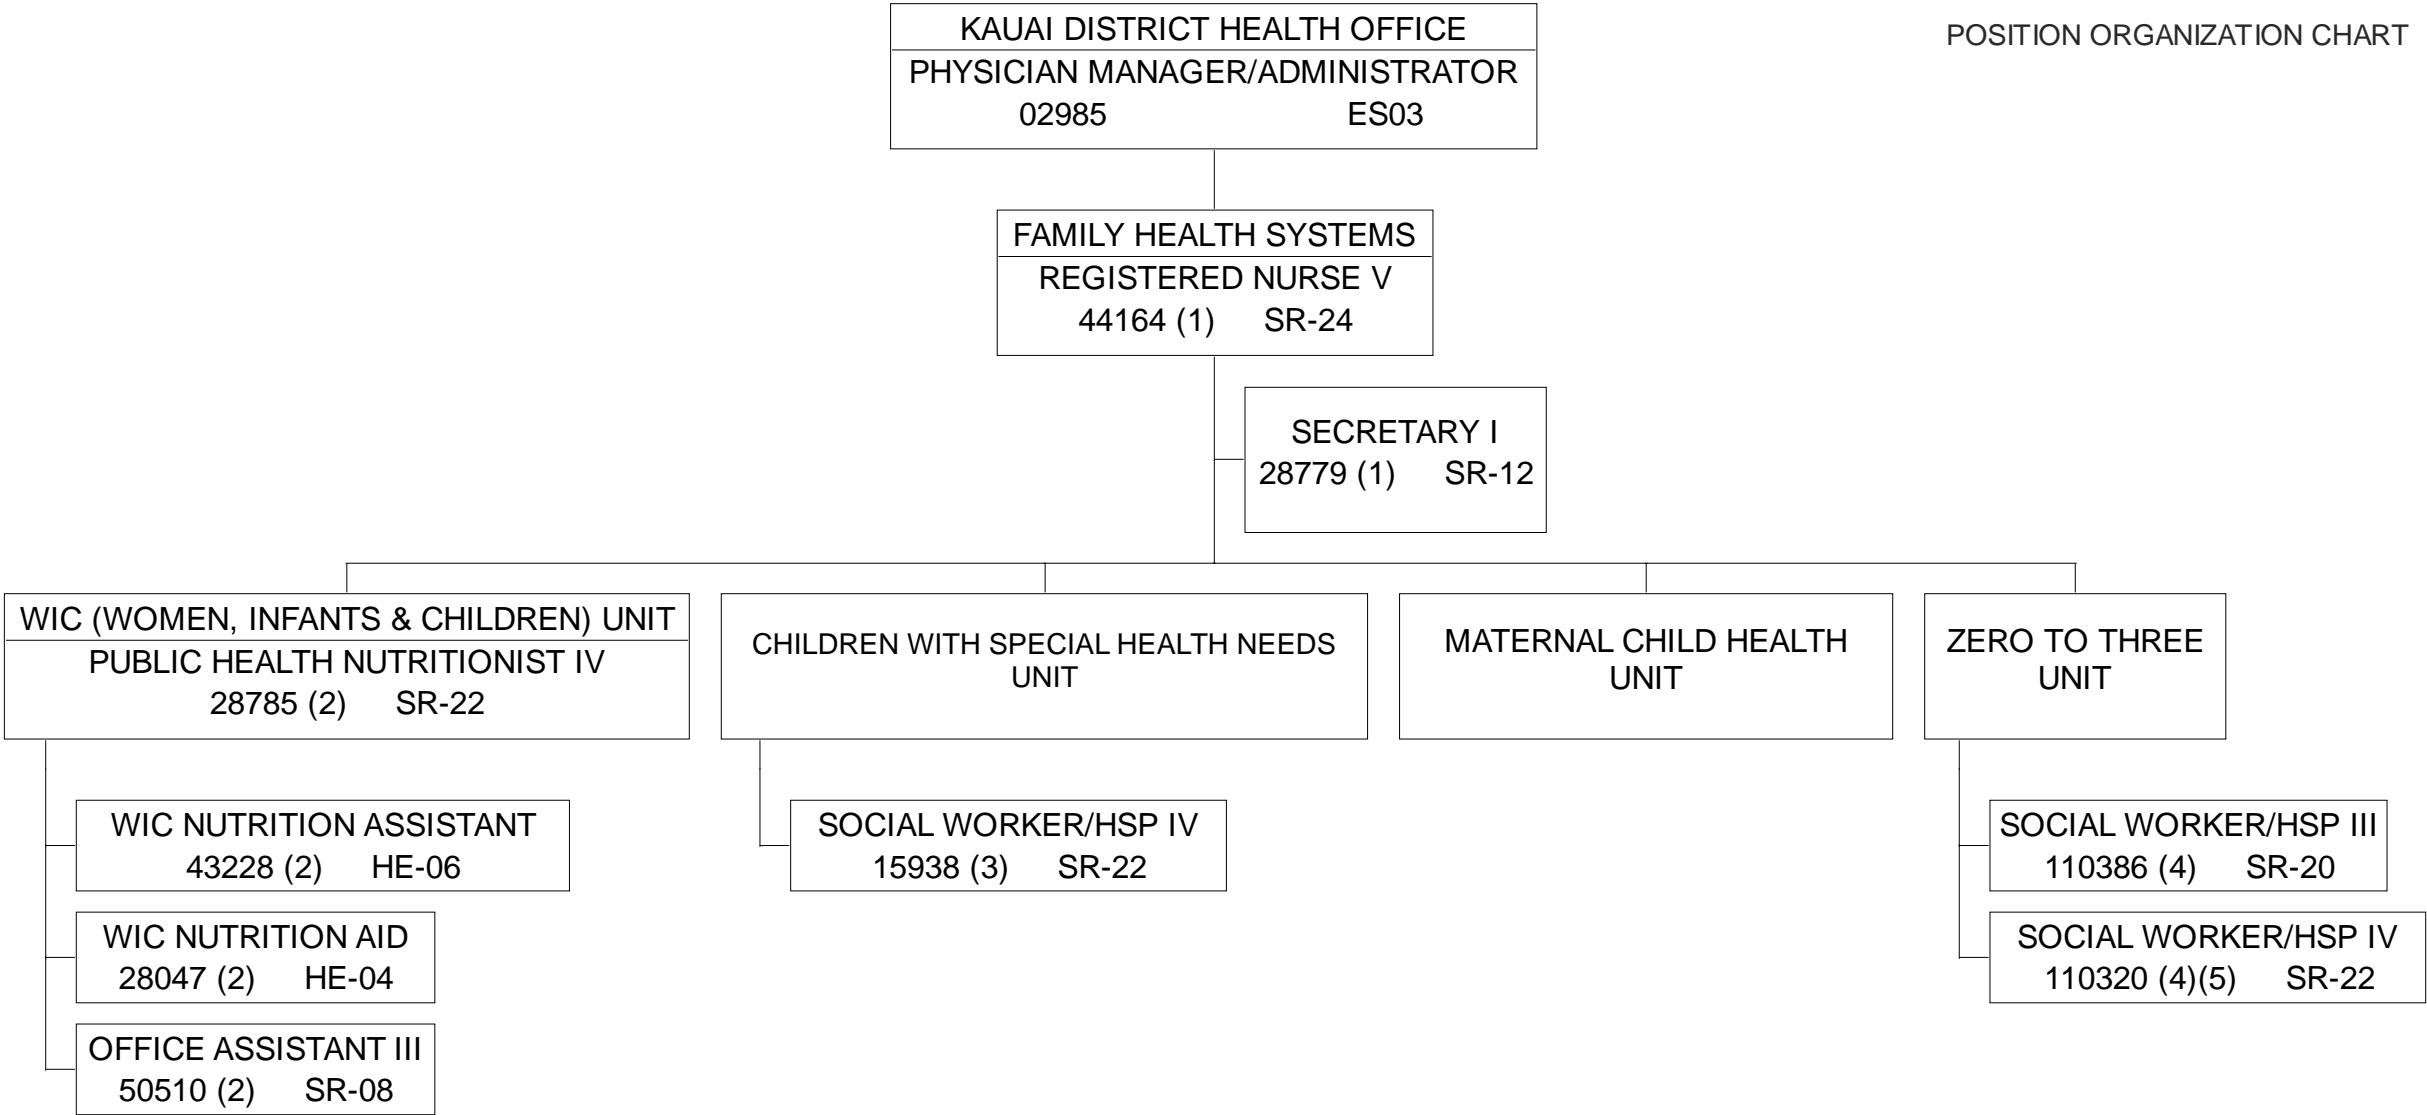 KAUAI DISTRICT HEALTH OFFICE
PHYSICIAN MANAGER/ADMINISTRATOR
02985 ES03
POSITION ORGANIZATION CHART
FAMILY HEALTH SYSTEMS
REGISTERED NURSE V
44164 (1) SR-24
SECRETARY I
28779 (1) SR-12
WIC (WOMEN, INFANTS & CHILDREN) UNIT
PUBLIC HEALTH NUTRITIONIST IV
28785 (2) SR-22
WIC NUTRITION ASSISTANT
43228 (2) HE-06
WIC NUTRITION AID
28047 (2) HE-04
OFFICE ASSISTANT III
50510 (2) SR-08
CHILDREN WITH SPECIAL HEALTH NEEDS
UNIT
SOCIAL WORKER/HSP IV
15938 (3) SR-22
MATERNAL CHILD HEALTH
UNIT
ZERO TO THREE
UNIT
SOCIAL WORKER/HSP III
110386 (4) SR-20
SOCIAL WORKER/HSP IV
110320 (4)(5) SR-22